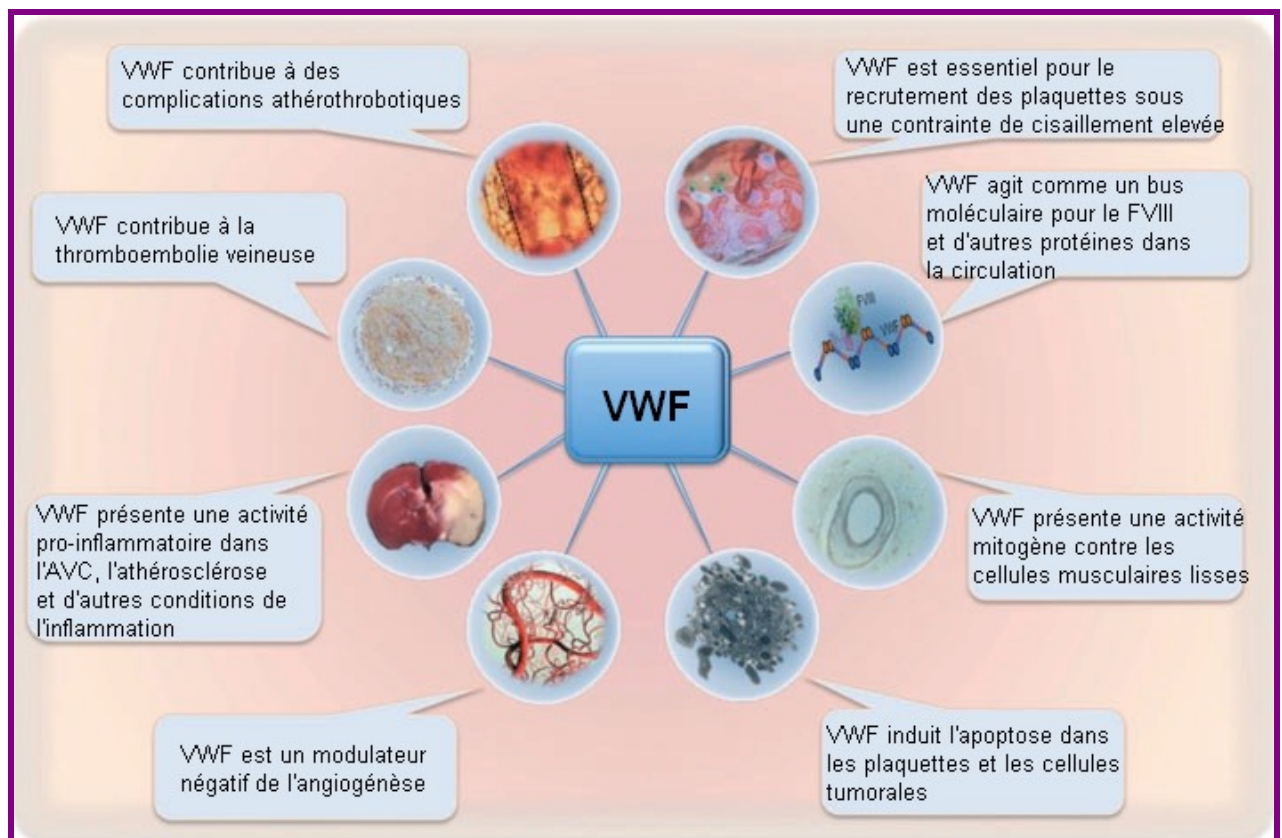 VWF contribue à des
complications athérothrobotiques
VWF est essentiel pour le
recrutement des plaquettes sous
une contrainte de cisaillement elevée
VWF contribue à la
thromboembolie veineuse
VWF agit comme un bus
moléculaire pour le FVIII
et d'autres protéines dans
la circulation
FVIII
VWF
VWF
VWF présente une activité
pro-inflammatoire dans
l'AVC, l'athérosclérose
et d'autres conditions de
l'inflammation
VWF présente une activité
mitogène contre les
cellules musculaires lisses
VWF est un modulateur
négatif de l'angiogénèse
VWF induit l'apoptose dans
les plaquettes et les cellules
tumorales